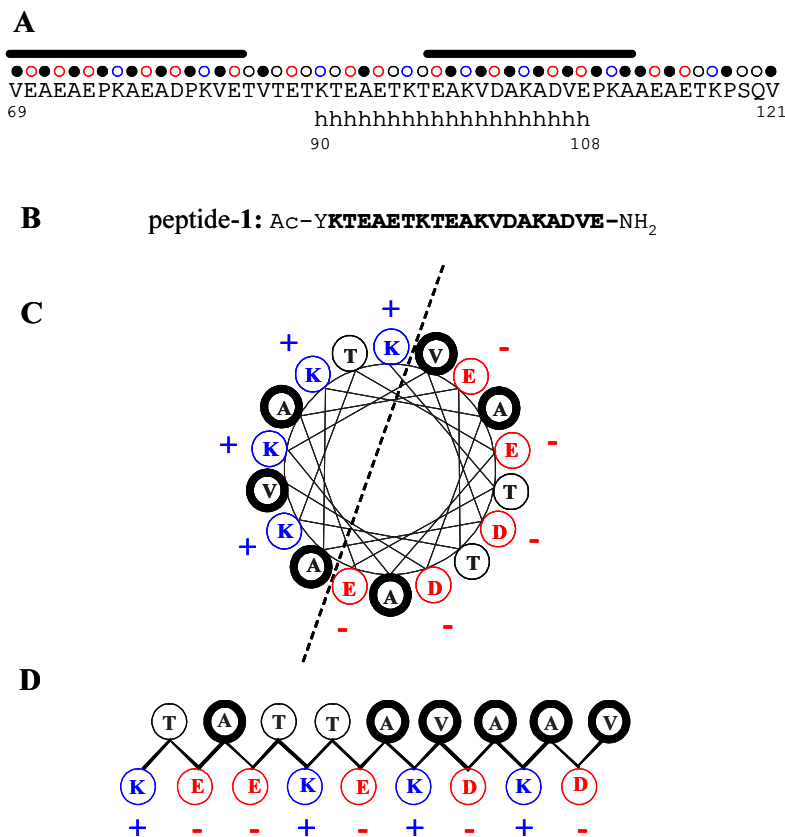 A
VEAEAEPKAEADPKVETVTETKTEAETKTEAKVDAKADVEPKAAEAETKPSQV
69 121
hhhhhhhhhhhhhhhhhhh
90 108
B peptide-1: Ac-YKTEAETKTEAKVDAKADVE-NH2
C
+
+ T K V -
K E
A A
+ K E -
V T
K D -
+
A T
E A D
- -
D
T A T T A V A A V
K E E K E K D K D
+ - - + - + - + -